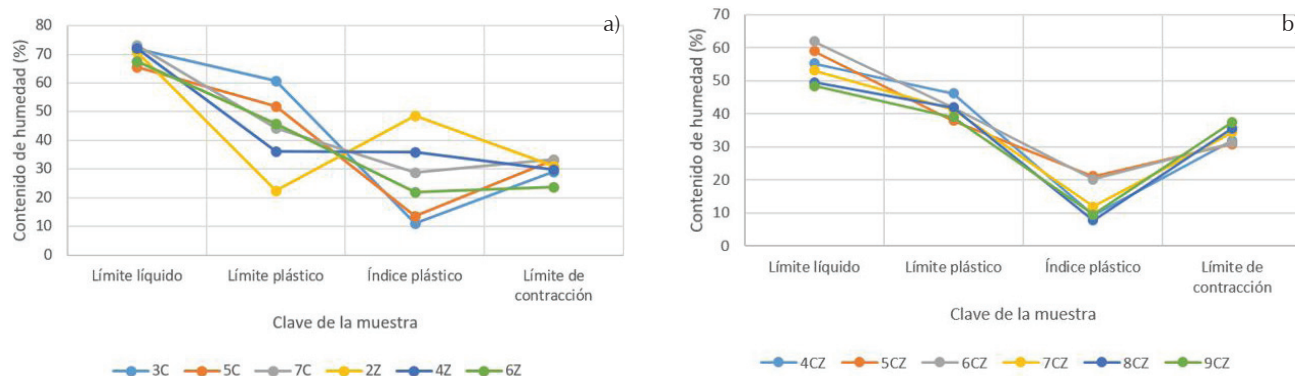 a)
Contenido de humedad (%)
80
70
60
50
40
30
20
10
0
Límite líquido
Límite plástico
Índice plástico
Límite de
contracción
Clave de la muestra
3C
5C
7C
2Z
4Z
6Z
b
Contenido de humedad (%)
70
60
50
40
30
20
10
0
Límite líquido
Límite plástico
Índice plástico
Límite de
contracción
Clave de la muestra
4CZ
5CZ
6CZ
7CZ
8CZ
9CZ